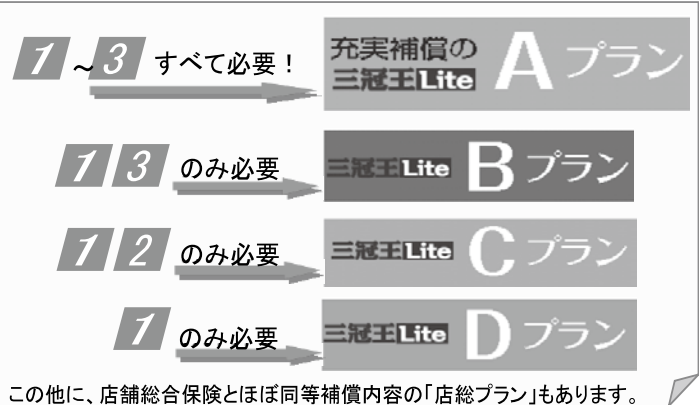 1～3 すべて必要！
充実補償の
三冠王Lite Aプラン
1 3 のみ必要
三冠王Lite Bプラン
1 2 のみ必要
三冠王Lite Cプラン
1 のみ必要
三冠王Lite Dプラン
この他に、店舗総合保険とほぼ同等補償内容の「店総プラン」もあります。